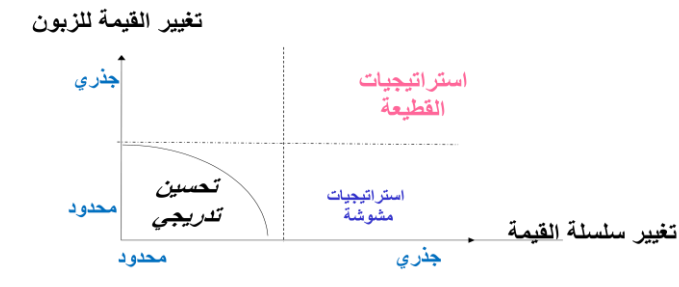 تغيير القيمة للزبون
جذري
استراتيجيات
القطيعة
تحسين
تدريجي
استراتيجيات
مشوشة
محدود
تغيير سلسلة القيمة
محدود
جذري